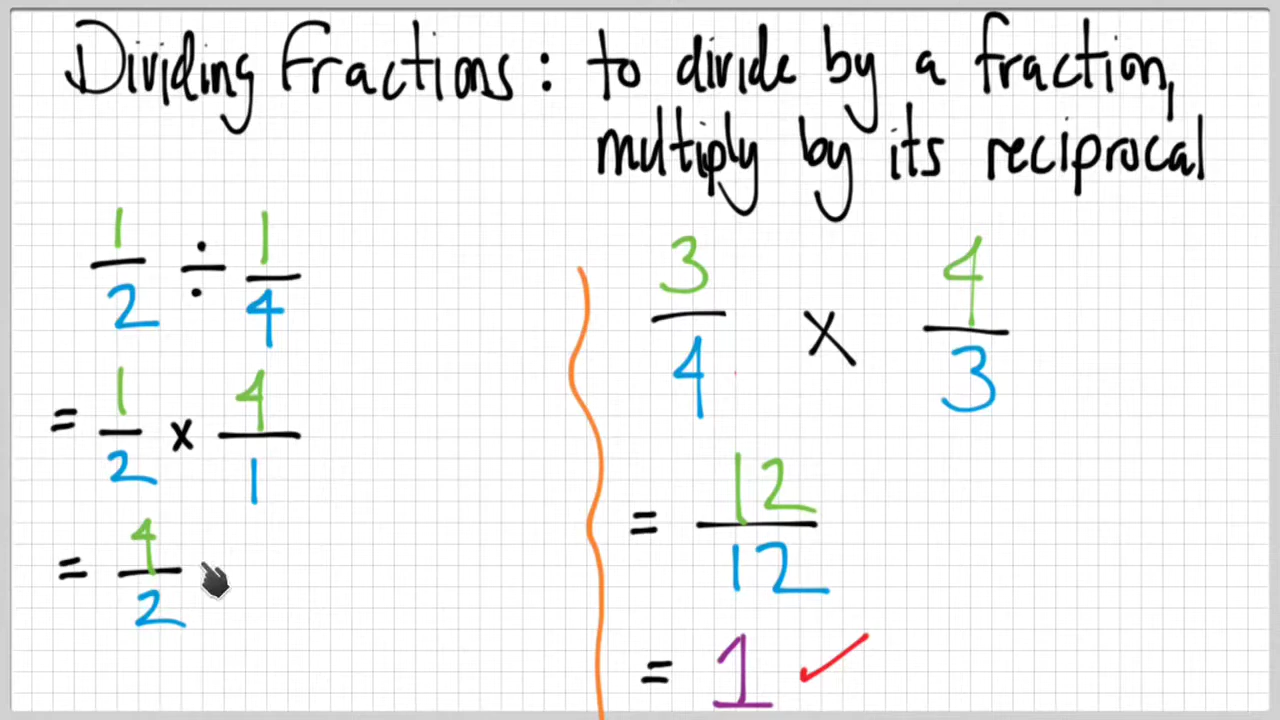 Dividing Fractions: to divide by a fraction,
multiply by its reciprocal
1/2 ÷ 1/4
= 1/2 × 4/1
= 4/2
3/4 × 4/3
= 12/12
= 1 ✓